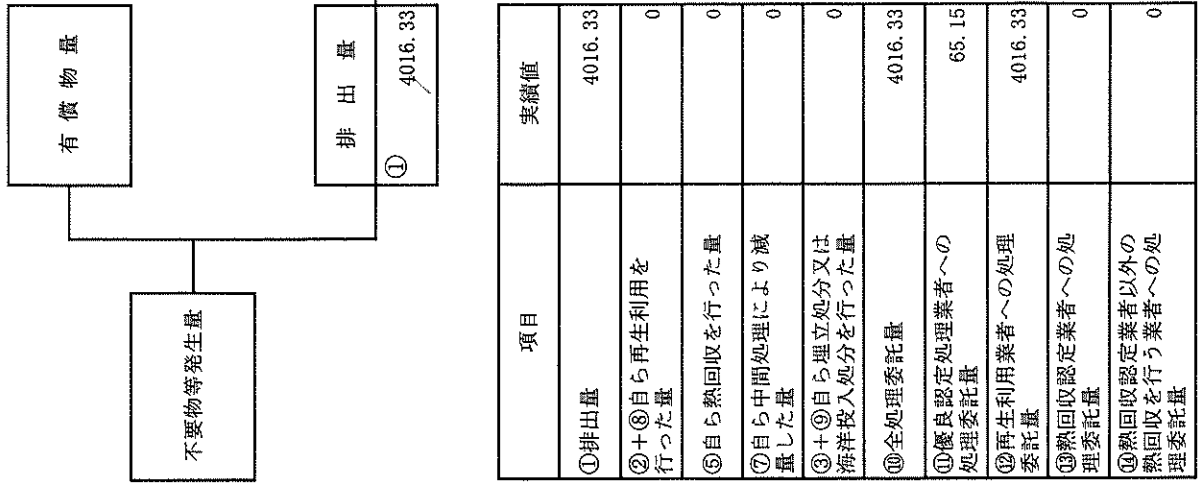 有償物量
不要物等発生量
排出量
①
4016.33
項目
実績値
①排出量
4016.33
②+⑧自ら再生利用を
行った量
0
⑤自ら熱回収を行った量
0
⑦自ら中間処理により減
量した量
0
③+⑨自ら埋立処分又は
海洋投入処分を行った量
0
⑩全処理委託量
4016.33
⑪優良認定処理業者への
処理委託量
65.15
⑫再生利用業者への処理
委託量
4016.33
⑬熱回収認定業者への処
理委託量
0
⑭熱回収認定業者以外の
熱回収を行う業者への処
理委託量
0